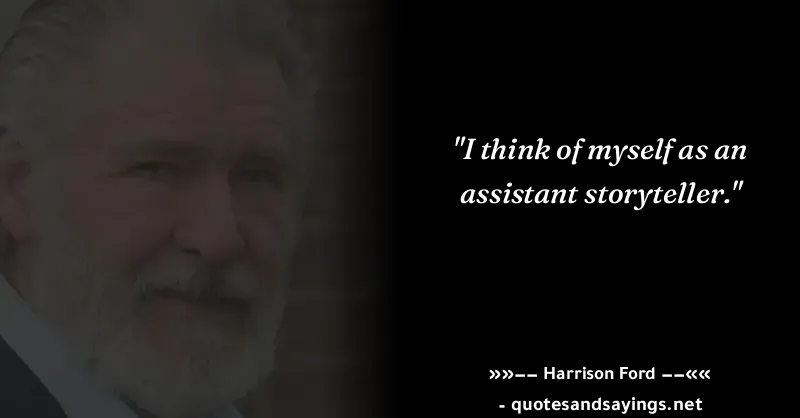 "I think of myself as an
assistant storyteller."
»»—— Harrison Ford ——««
- quotesandsayings.net